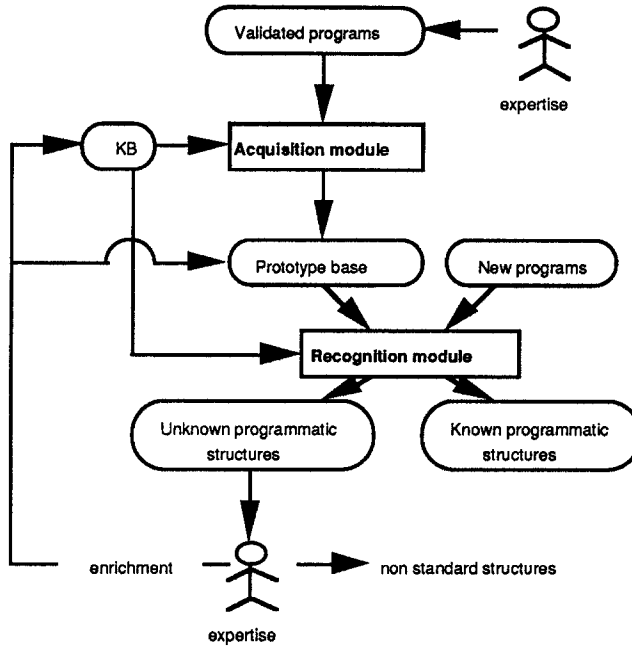 Validated programs
expertise
KB
Acquisition module
Prototype base
New programs
Recognition module
Unknown programmatic
structures
Known programmatic
structures
enrichment
non standard structures
expertise